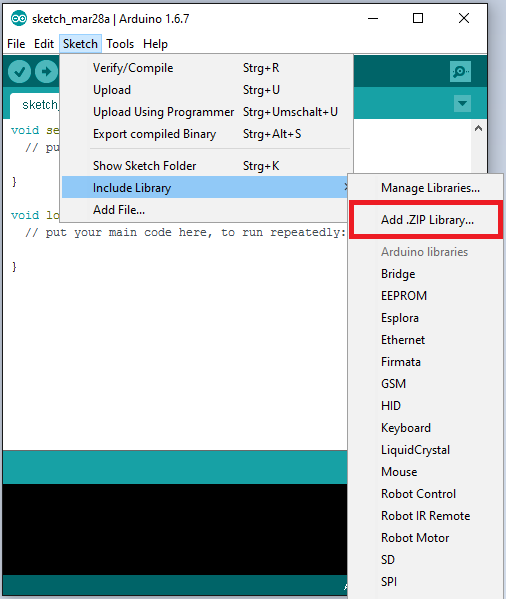 sketch_mar28a | Arduino 1.6.7
File Edit Sketch Tools Help
Verify/Compile Strg+R
Upload Strg+U
Upload Using Programmer Strg+Umschalt+U
Export compiled Binary Strg+Alt+S
Show Sketch Folder Strg+K
Include Library
Add File...
sketch_
void se
// pu
}
void lo
// put your main code here, to run repeatedly:
}
Manage Libraries...
Add .ZIP Library...
Arduino libraries
Bridge
EEPROM
Esplora
Ethernet
Firmata
GSM
HID
Keyboard
LiquidCrystal
Mouse
Robot Control
Robot IR Remote
Robot Motor
SD
SPI